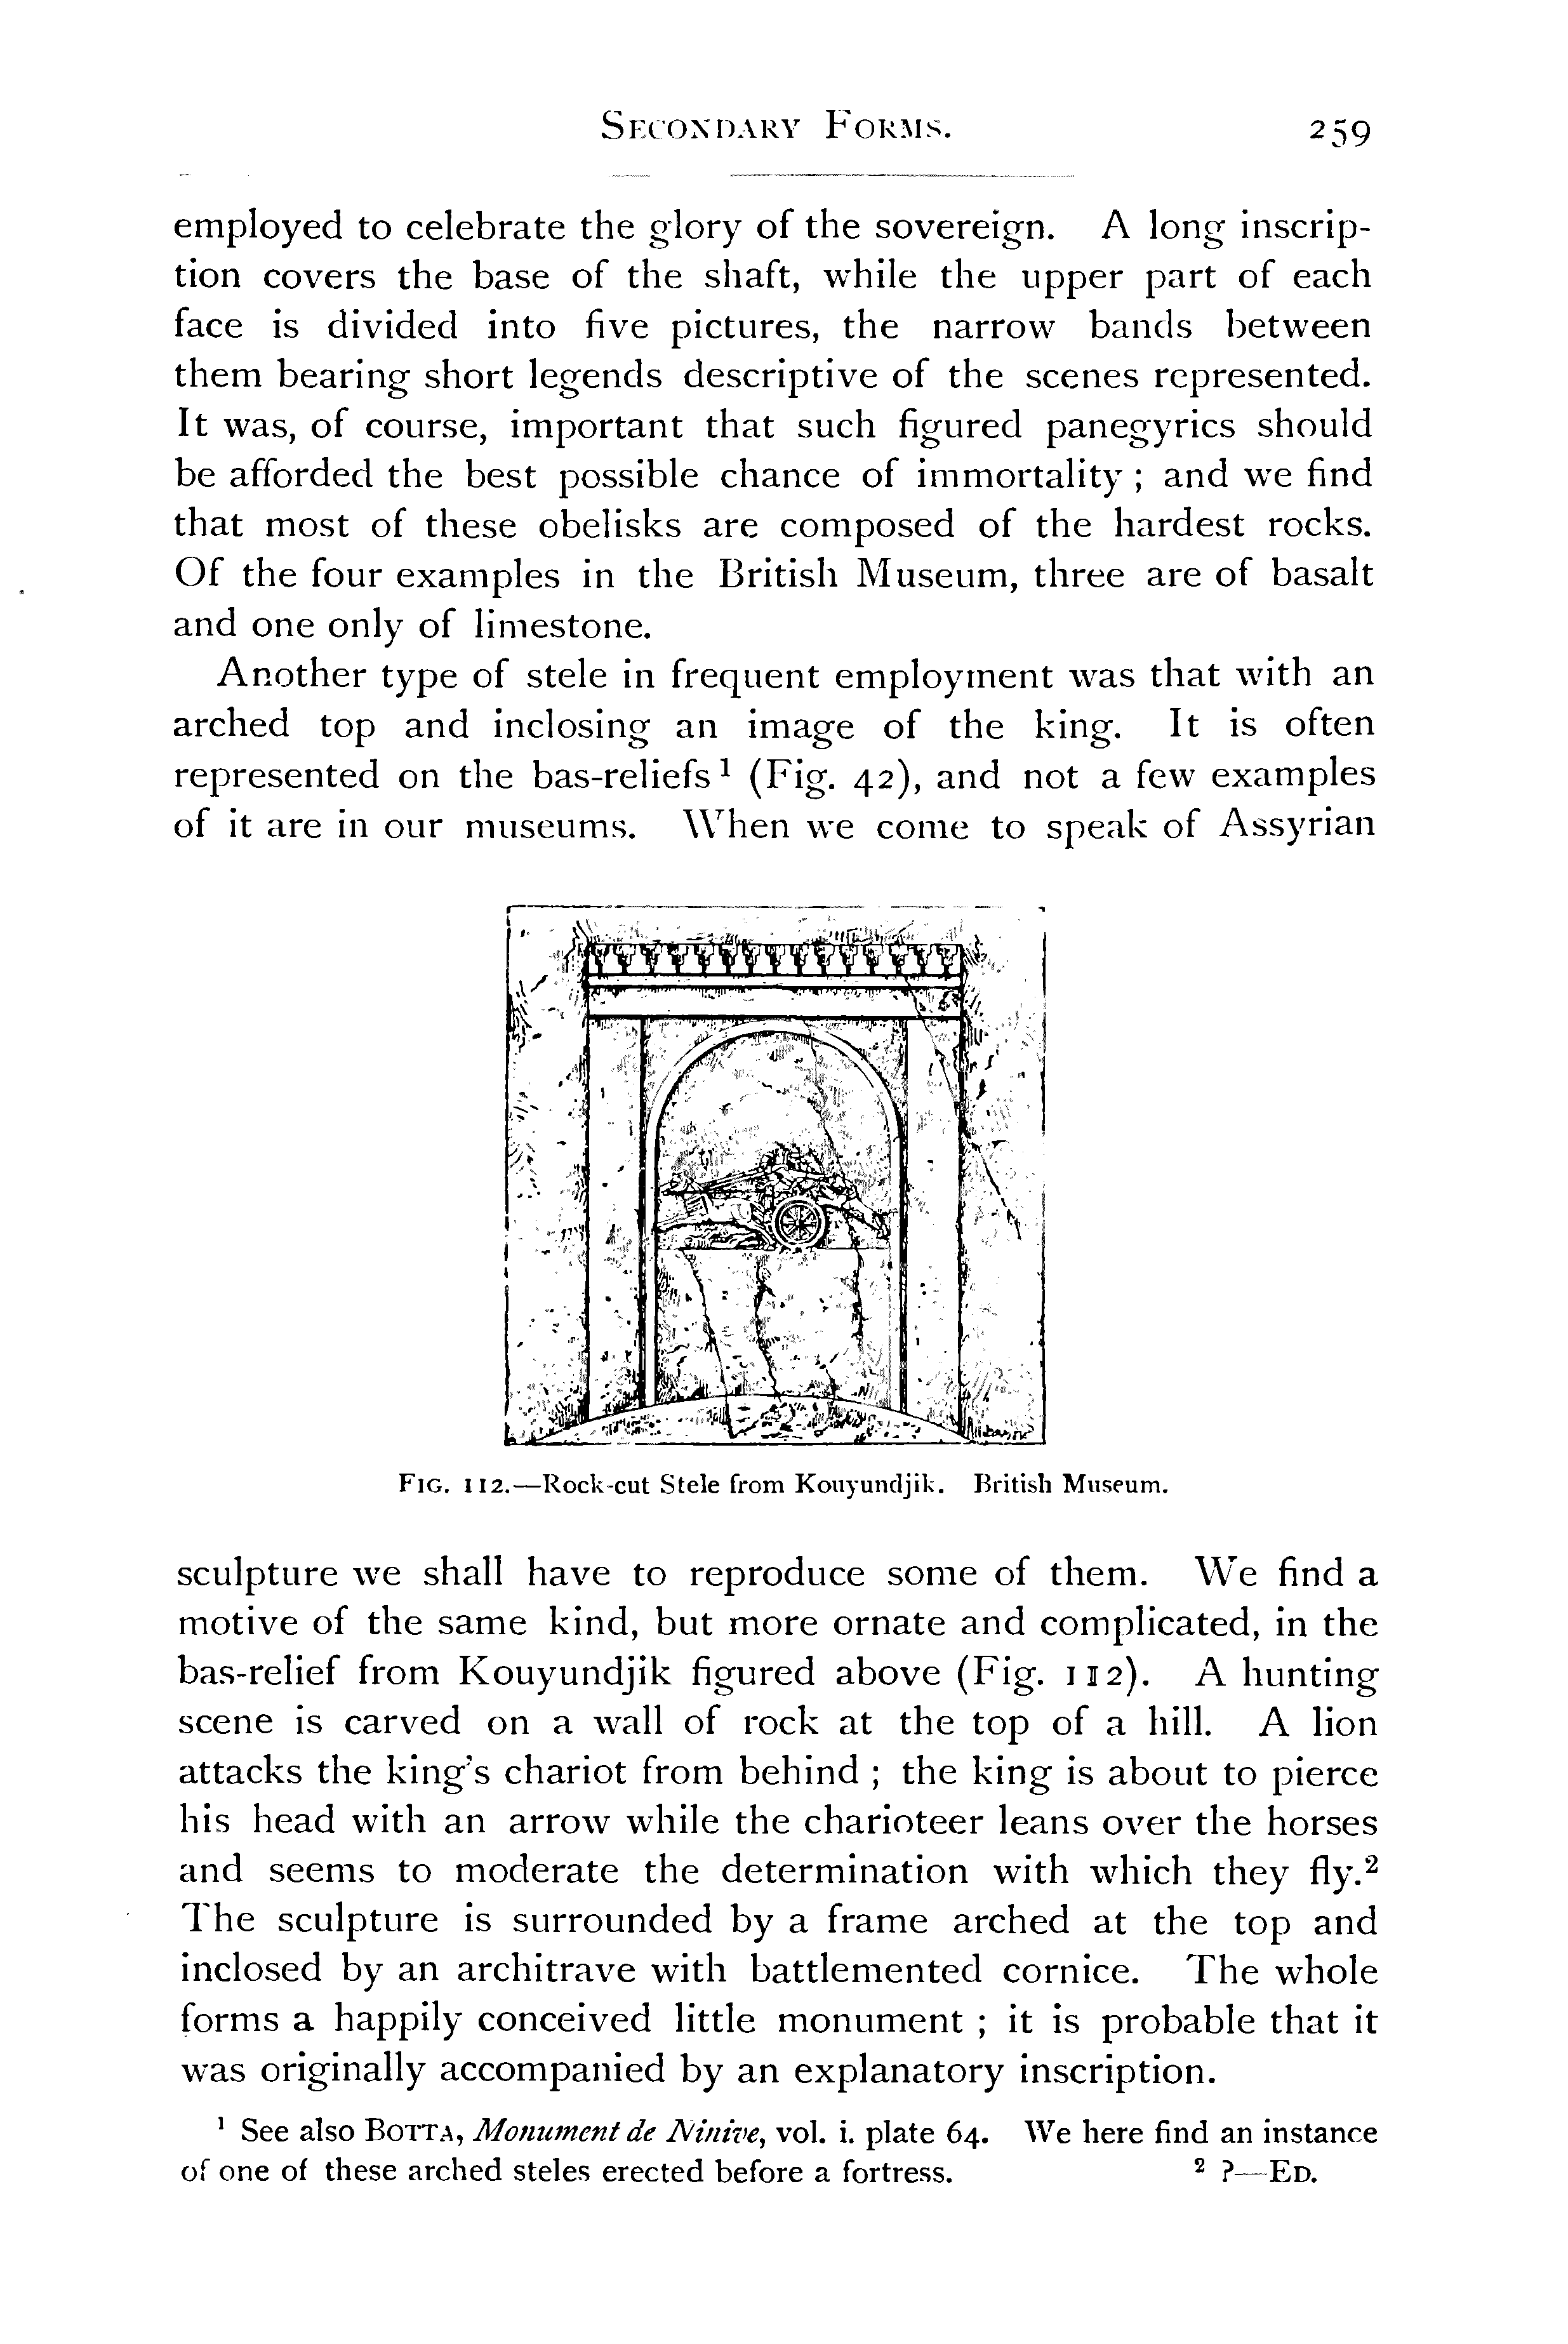 Secondary Forms. 259
employed to celebrate the glory of the sovereign. A long inscrip-
tion covers the base of the shaft, while the upper part of each
face is divided into five pictures, the narrow bands between
them bearing short legends descriptive of the scenes represented.
It was, of course, important that such figured panegyrics should
be afforded the best possible chance of immortality ; and we find
that most of these obelisks are composed of the hardest rocks.
Of the four examples in the British Museum, three are of basalt
and one only of limestone.
Another type of stele in frequent employment was that with an
arched top and inclosing an image of the king. It is often
represented on the bas-reliefs ¹ (Fig. 42), and not a few examples
of it are in our museums. When we come to speak of Assyrian
Fig. 112.—Rock-cut Stele from Kouyundjik. British Museum.
sculpture we shall have to reproduce some of them. We find a
motive of the same kind, but more ornate and complicated, in the
bas-relief from Kouyundjik figured above (Fig. 112). A hunting
scene is carved on a wall of rock at the top of a hill. A lion
attacks the king's chariot from behind ; the king is about to pierce
his head with an arrow while the charioteer leans over the horses
and seems to moderate the determination with which they fly.²
The sculpture is surrounded by a frame arched at the top and
inclosed by an architrave with battlemented cornice. The whole
forms a happily conceived little monument ; it is probable that it
was originally accompanied by an explanatory inscription.
¹ See also Botta, Monument de Ninive, vol. i. plate 64. We here find an instance
of one of these arched steles erected before a fortress. ² ?—Ed.